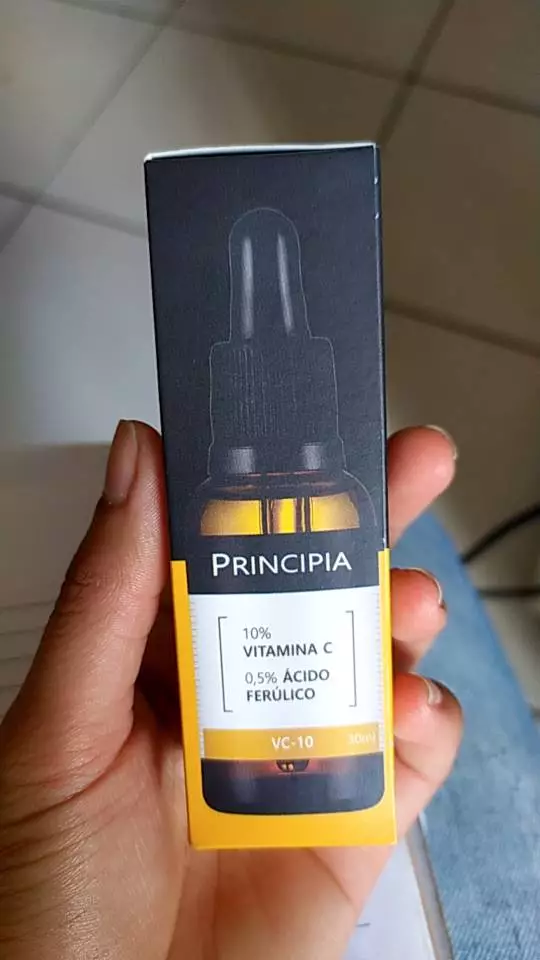 PRINCIPIA
10%
VITAMINA C
0,5% ÁCIDO
FERÚLICO
VC-10 30ml